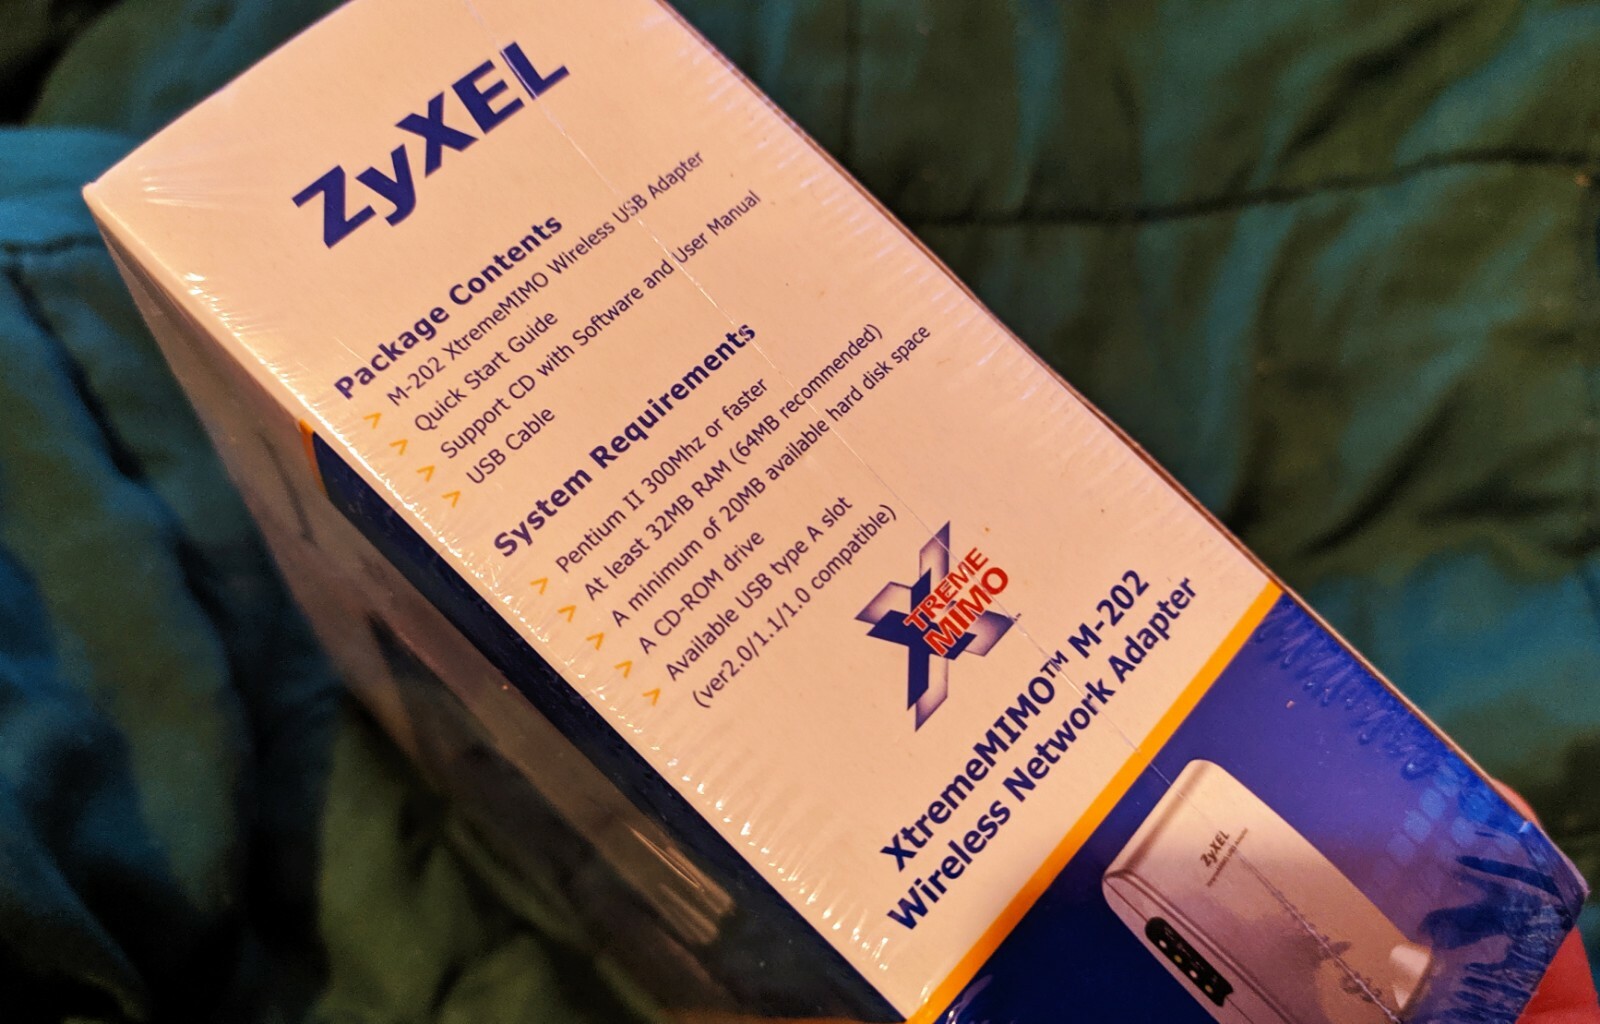 ZyXEL
Package Contents
> M-202 XtremeMIMO Wireless USB Adapter
> Quick Start Guide
> Support CD with Software and User Manual
> USB Cable
System Requirements
> Pentium II 300Mhz or faster
> At least 32MB RAM (64MB recommended)
> A minimum of 20MB available hard disk space
> A CD-ROM drive
> Available USB type A slot
(ver2.0/1.1/1.0 compatible)
XTREME
MIMO
XtremeMIMO™ M-202
Wireless Network Adapter
ZyXEL